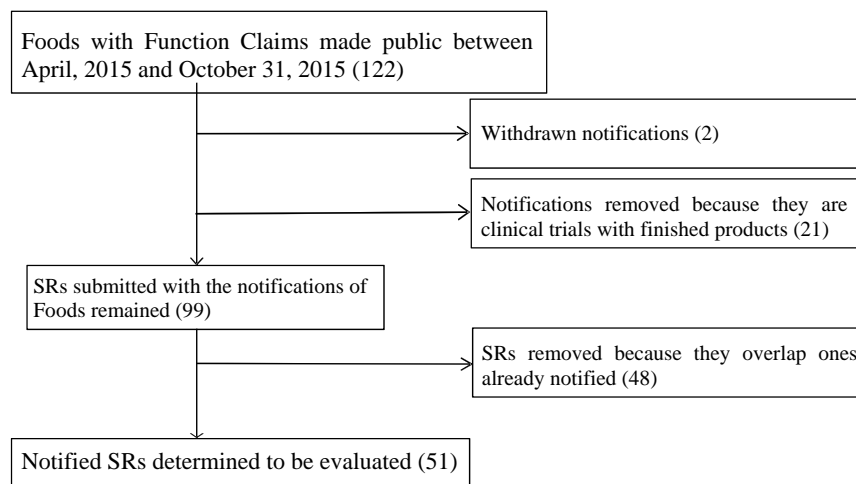 Foods with Function Claims made public between
April, 2015 and October 31, 2015 (122)
Withdrawn notifications (2)
Notifications removed because they are
clinical trials with finished products (21)
SRs submitted with the notifications of
Foods remained (99)
SRs removed because they overlap ones
already notified (48)
Notified SRs determined to be evaluated (51)